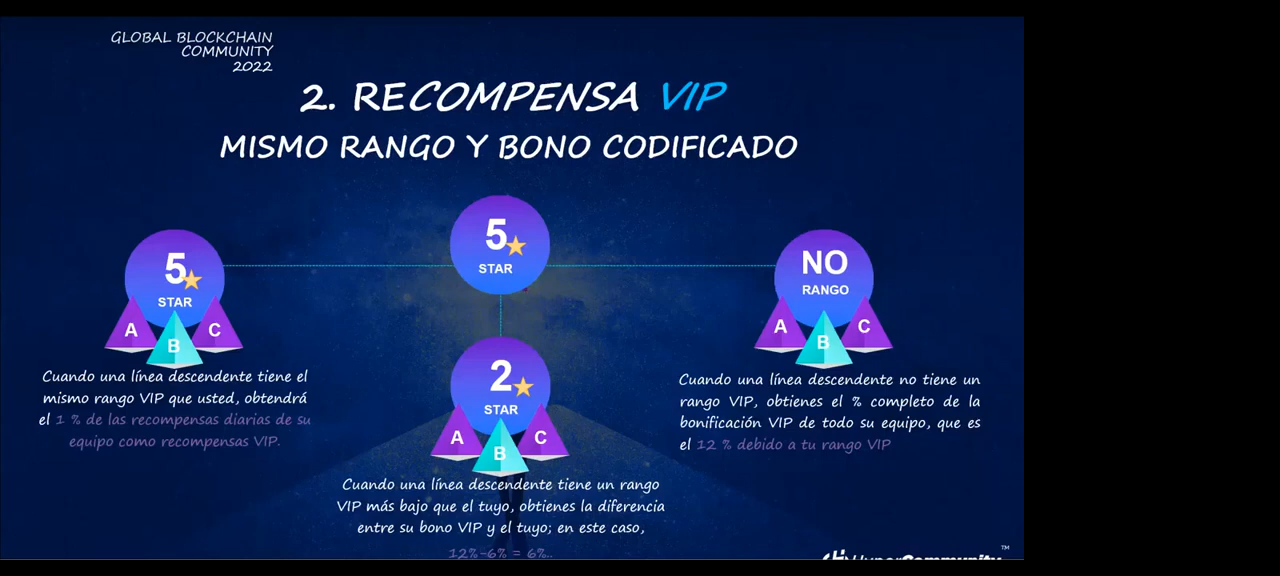 GLOBAL BLOCKCHAIN
COMMUNITY
2022
2. RECOMPENSA VIP
MISMO RANGO Y BONO CODIFICADO
5
STAR
5
STAR
NO
RANGO
A
B
C
A
B
C
Cuando una línea descendente tiene el
mismo rango VIP que usted, obtendrá
el 1 % de las recompensas diarias de su
equipo como recompensas VIP.
2
STAR
A
B
C
Cuando una línea descendente no tiene un
rango VIP, obtienes el % completo de la
bonificación VIP de todo su equipo, que es
el 12 % debido a tu rango VIP
Cuando una línea descendente tiene un rango
VIP más bajo que el tuyo, obtienes la diferencia
entre su bono VIP y el tuyo; en este caso,
12%-6% = 6%..
HyperCommunity
TM